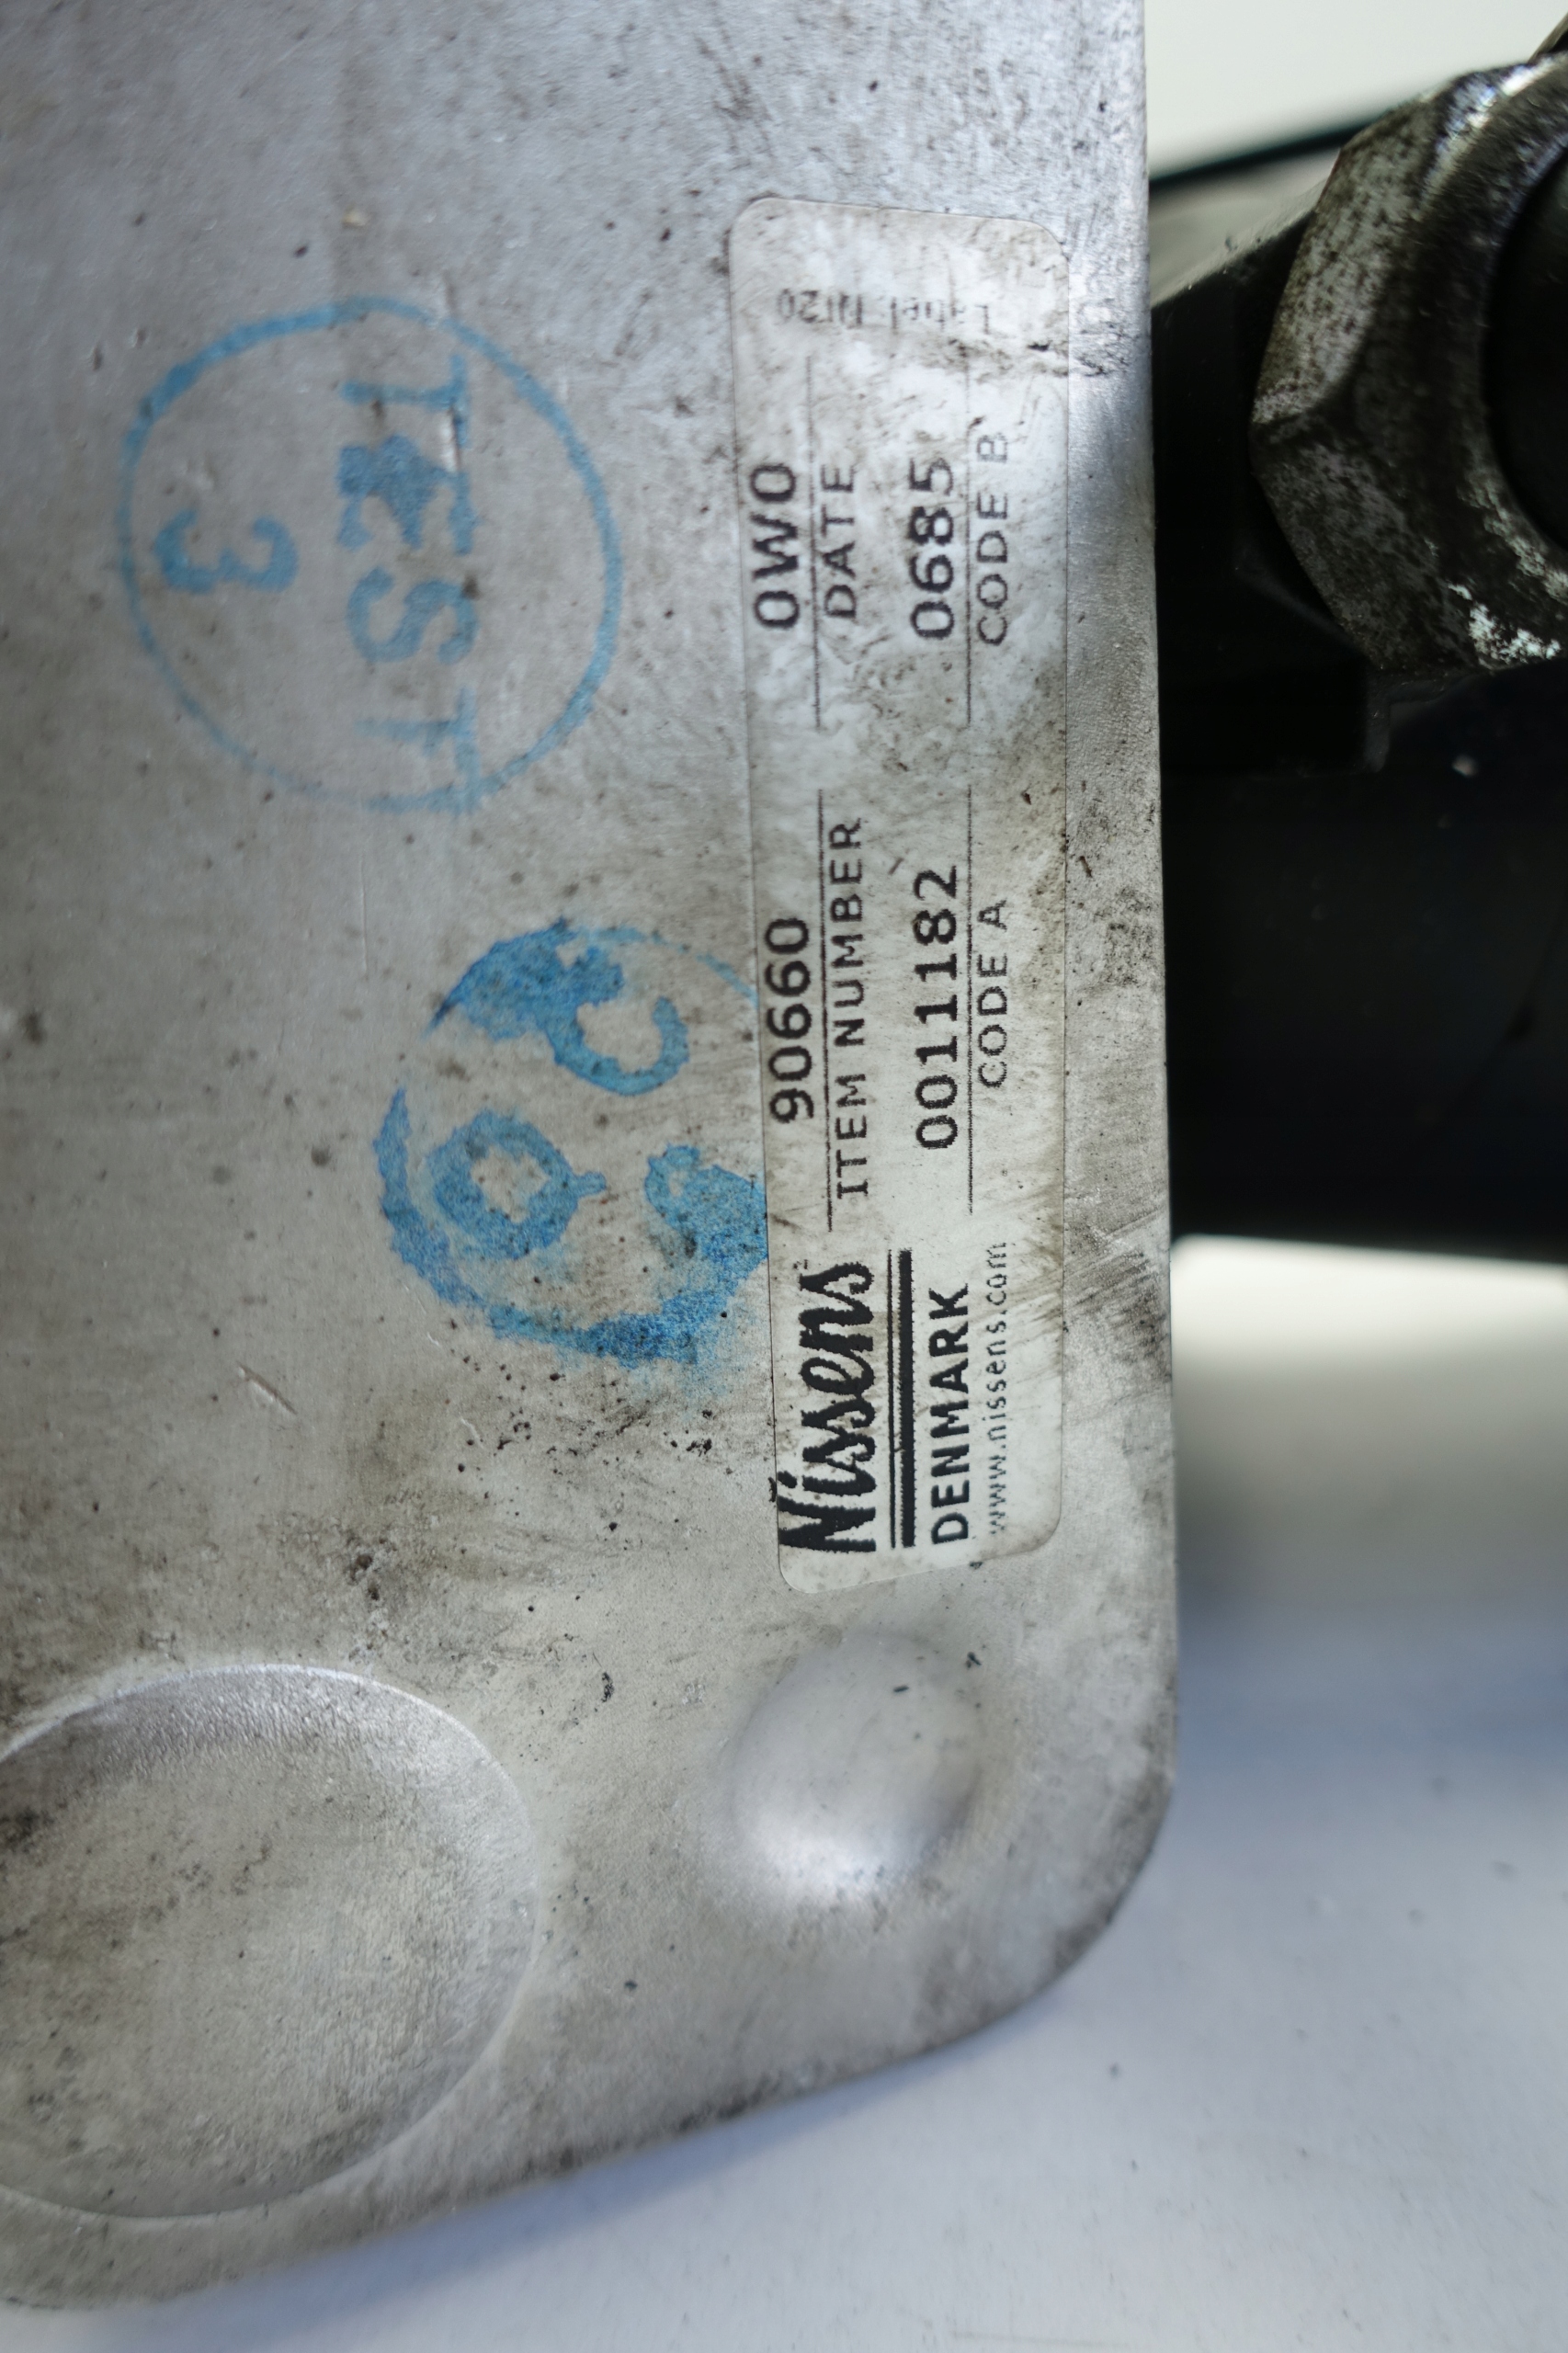 Nissens
DENMARK
www.nissens.com
90660
ITEM NUMBER
0011182
CODE A
0W0
DATE
0685
CODE B
Label Nr20
TEST
3